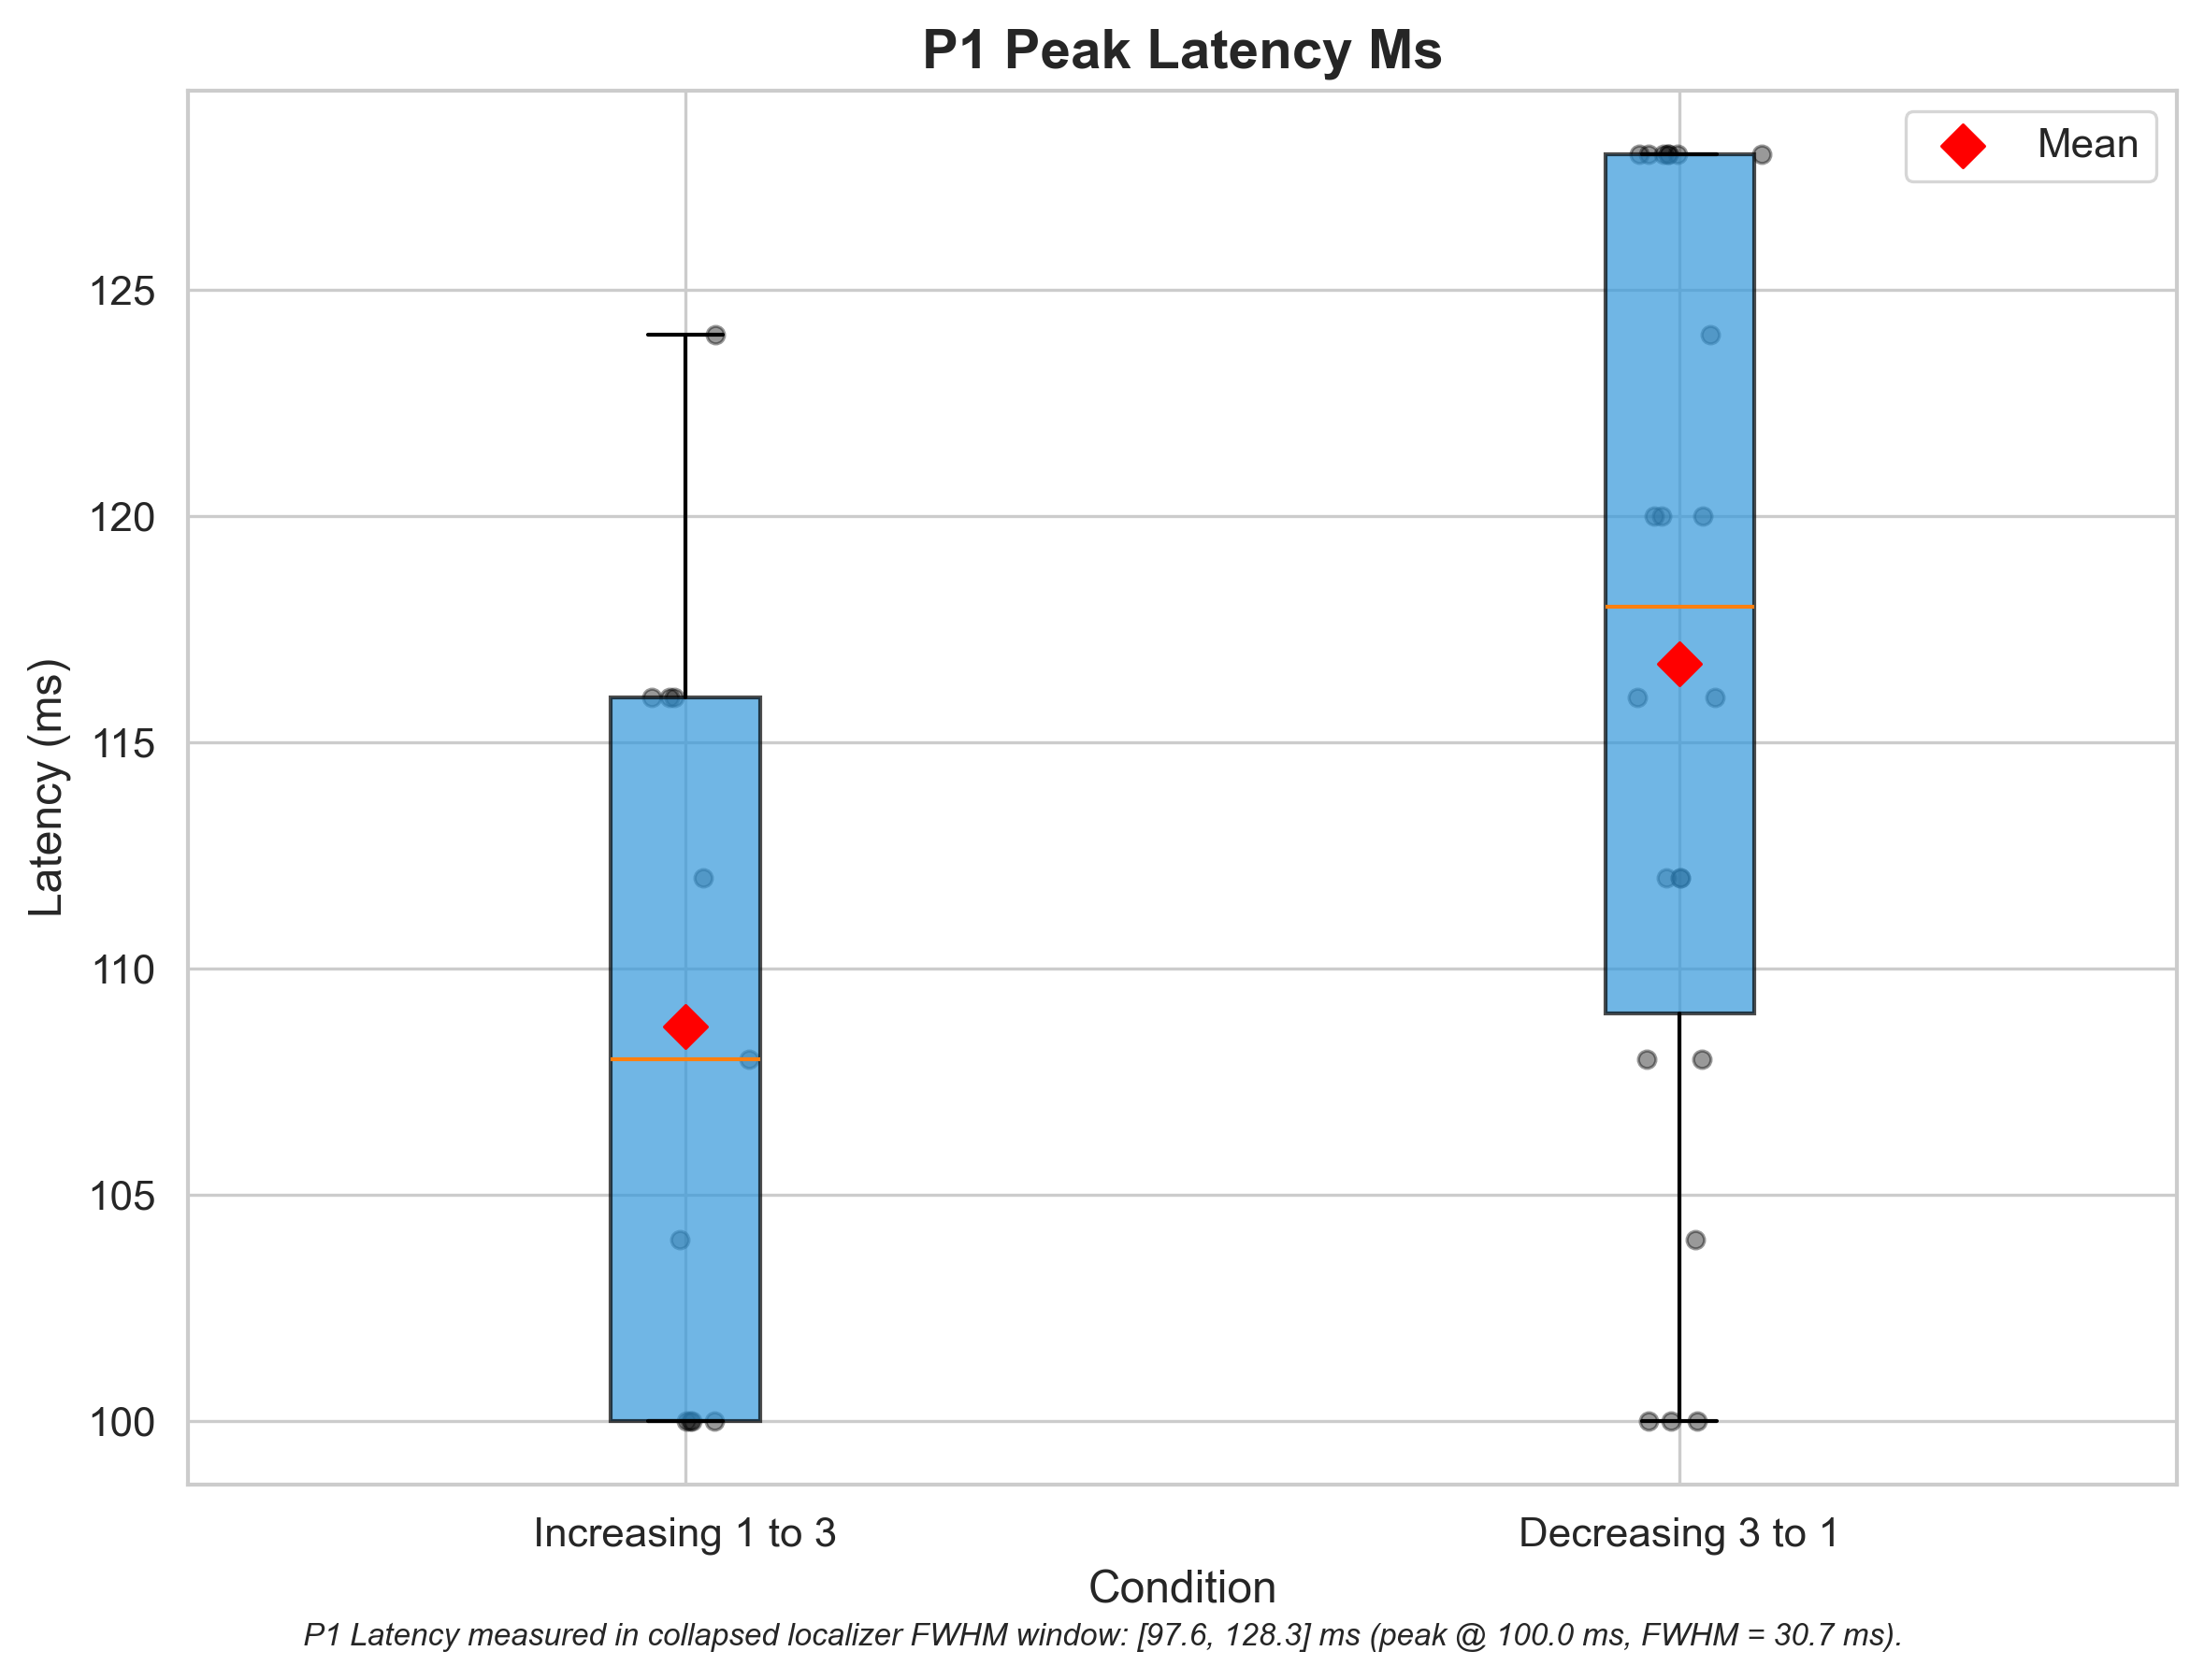 P1 Peak Latency Ms
Mean
125
120
115
110
105
100
Latency (ms)
Increasing 1 to 3
Decreasing 3 to 1
Condition
P1 Latency measured in collapsed localizer FWHM window: [97.6, 128.3] ms (peak @ 100.0 ms, FWHM = 30.7 ms).